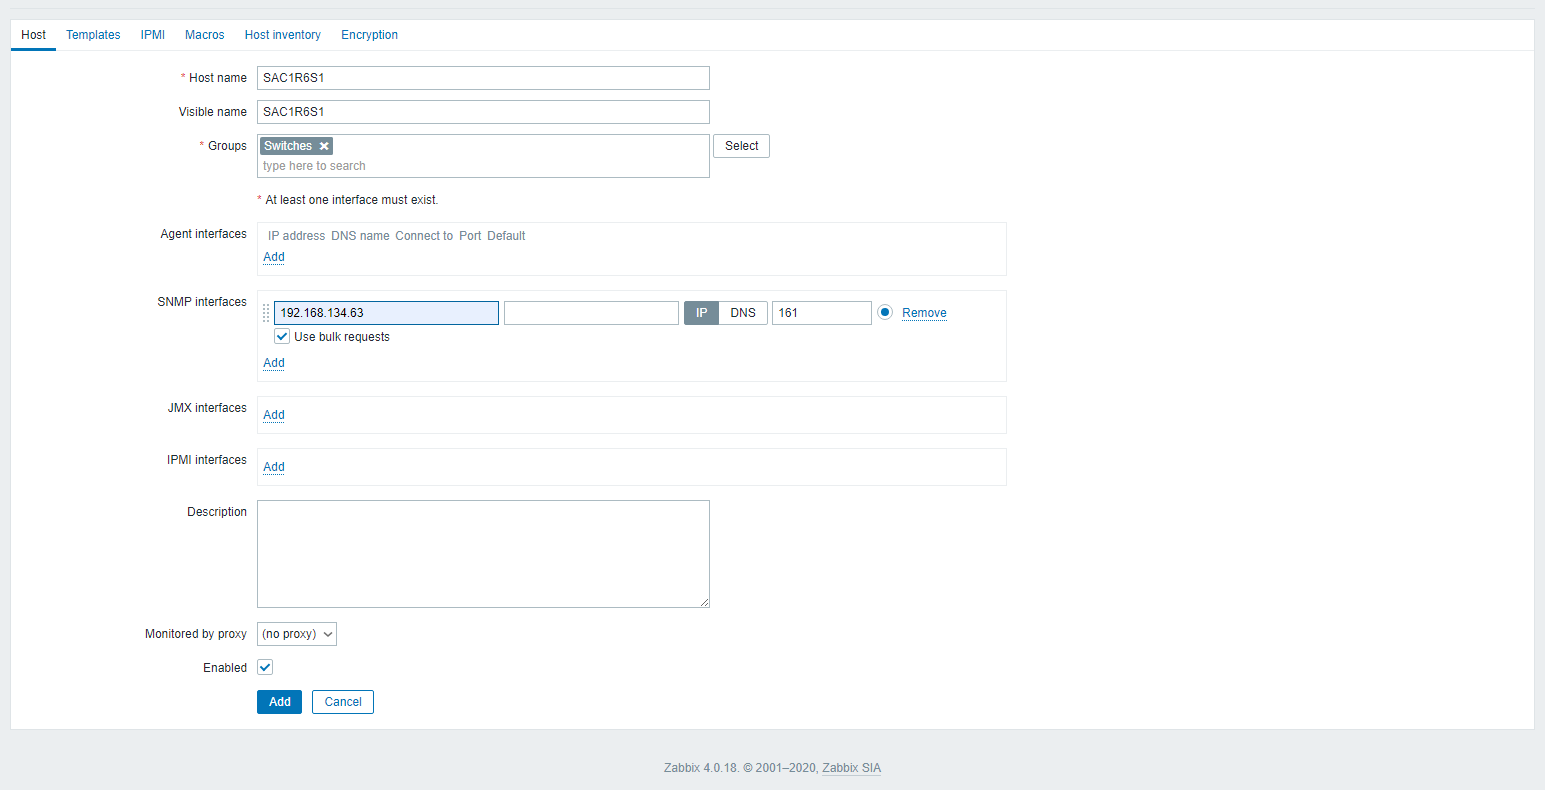 Host Templates IPMI Macros Host inventory Encryption
* Host name SAC1R6S1
Visible name SAC1R6S1
* Groups Switches Select
type here to search
* At least one interface must exist.
Agent interfaces IP address DNS name Connect to Port Default
Add
SNMP interfaces 192.168.134.63 IP DNS 161 Remove
Use bulk requests
Add
JMX interfaces Add
IPMI interfaces Add
Description
Monitored by proxy (no proxy)
Enabled
Add Cancel
Zabbix 4.0.18. © 2001–2020, Zabbix SIA